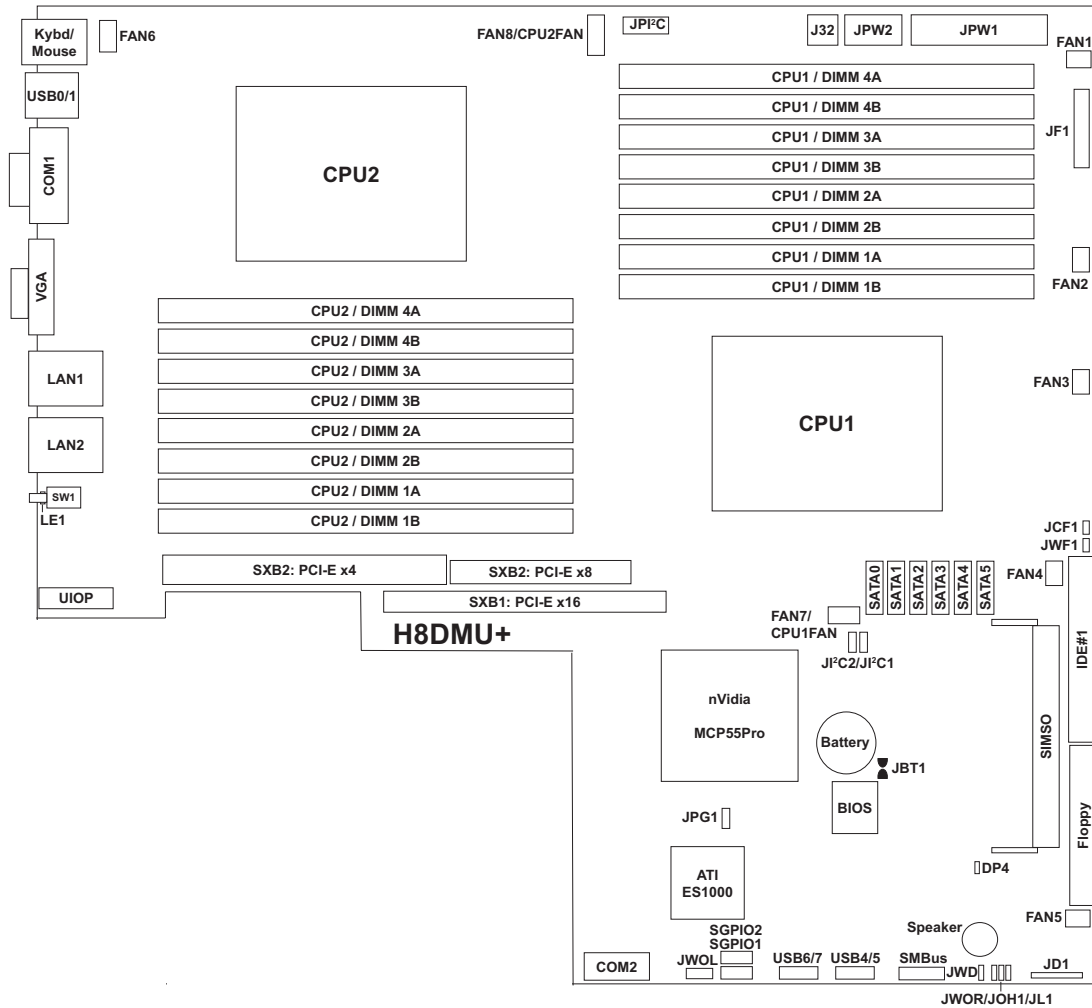 Kybd/
Mouse
FAN6
FAN8/CPU2FAN
JPI²C
J32
JPW2
JPW1
FAN1
USB0/1
CPU1 / DIMM 4A
CPU1 / DIMM 4B
CPU1 / DIMM 3A
CPU1 / DIMM 3B
CPU1 / DIMM 2A
CPU1 / DIMM 2B
CPU1 / DIMM 1A
CPU1 / DIMM 1B
JF1
COM1
CPU2
VGA
FAN2
CPU2 / DIMM 4A
CPU2 / DIMM 4B
CPU2 / DIMM 3A
CPU2 / DIMM 3B
CPU2 / DIMM 2A
CPU2 / DIMM 2B
CPU2 / DIMM 1A
CPU2 / DIMM 1B
LAN1
LAN2
FAN3
CPU1
SW1
LE1
JCF1
JWF1
SXB2: PCI-E x4
SXB2: PCI-E x8
SXB1: PCI-E x16
UIOP
SATA0
SATA1
SATA2
SATA3
SATA4
SATA5
FAN4
H8DMU+
FAN7/
CPU1FAN
JI²C2/JI²C1
IDE#1
SIMSO
nVidia
MCP55Pro
Battery
JBT1
BIOS
JPG1
Floppy
ATI
ES1000
DP4
FAN5
Speaker
SGPIO2
SGPIO1
COM2
JWOL
USB6/7
USB4/5
SMBus
JWD
JD1
JWOR/JOH1/JL1